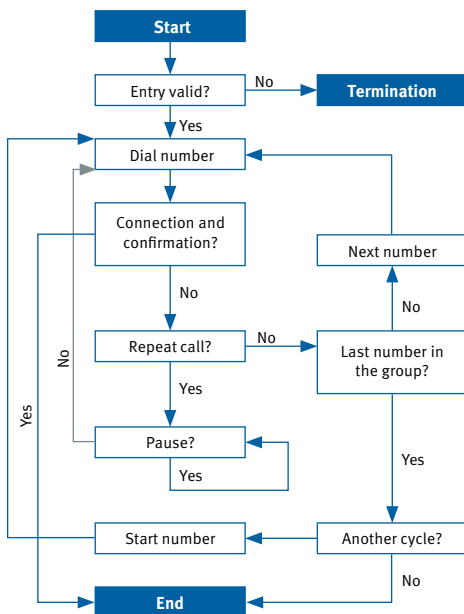 Start
Entry valid?
No
Termination
Yes
Dial number
Connection and
confirmation?
Next number
No
No
Repeat call?
No
Last number in
the group?
No
Yes
Yes
Pause?
Yes
Yes
Start number
Another cycle?
No
End